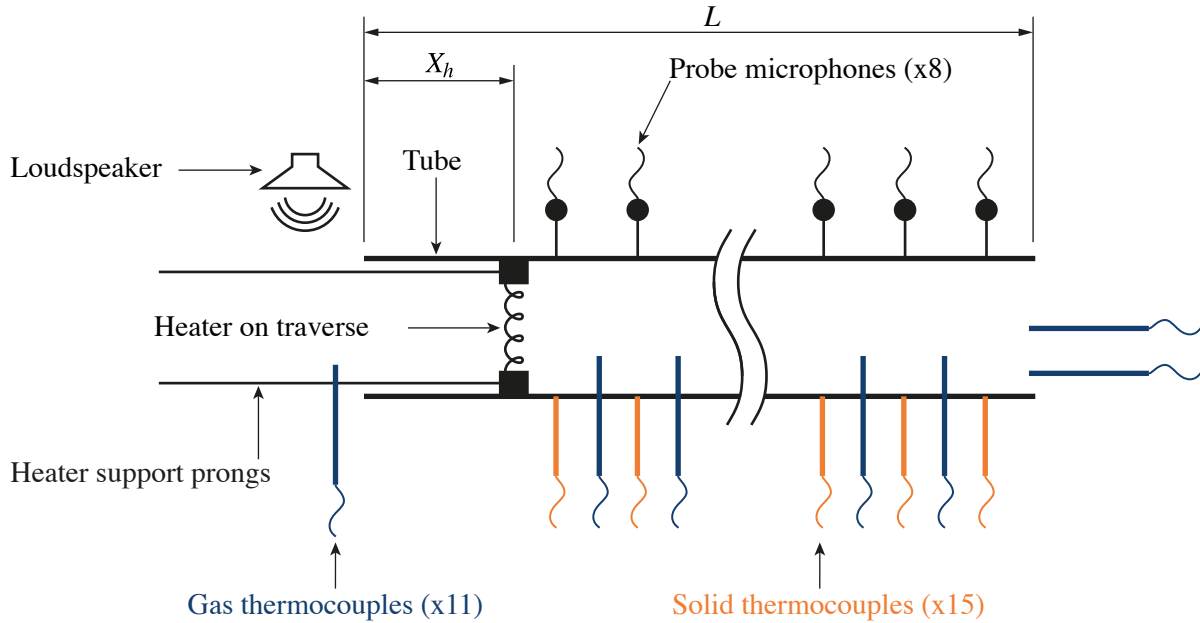 L
X_h
Probe microphones (x8)
Loudspeaker
Tube
Heater on traverse
Heater support prongs
Gas thermocouples (x11)
Solid thermocouples (x15)